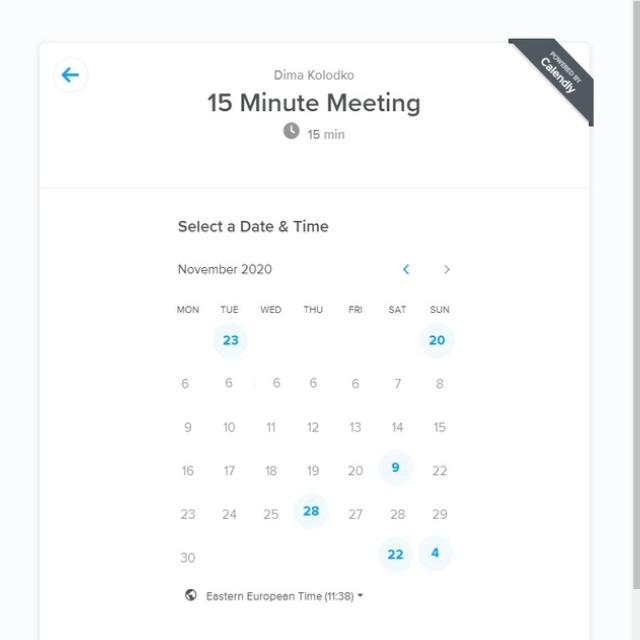 POWERED BY
Calendly
Dima Kolodko
15 Minute Meeting
15 min
Select a Date & Time
November 2020
MON TUE WED THU FRI SAT SUN
23 20
6 6 6 6 6 7 8
9 10 11 12 13 14 15
16 17 18 19 20 9 22
23 24 25 28 27 28 29
30 22 4
Eastern European Time (11:38)